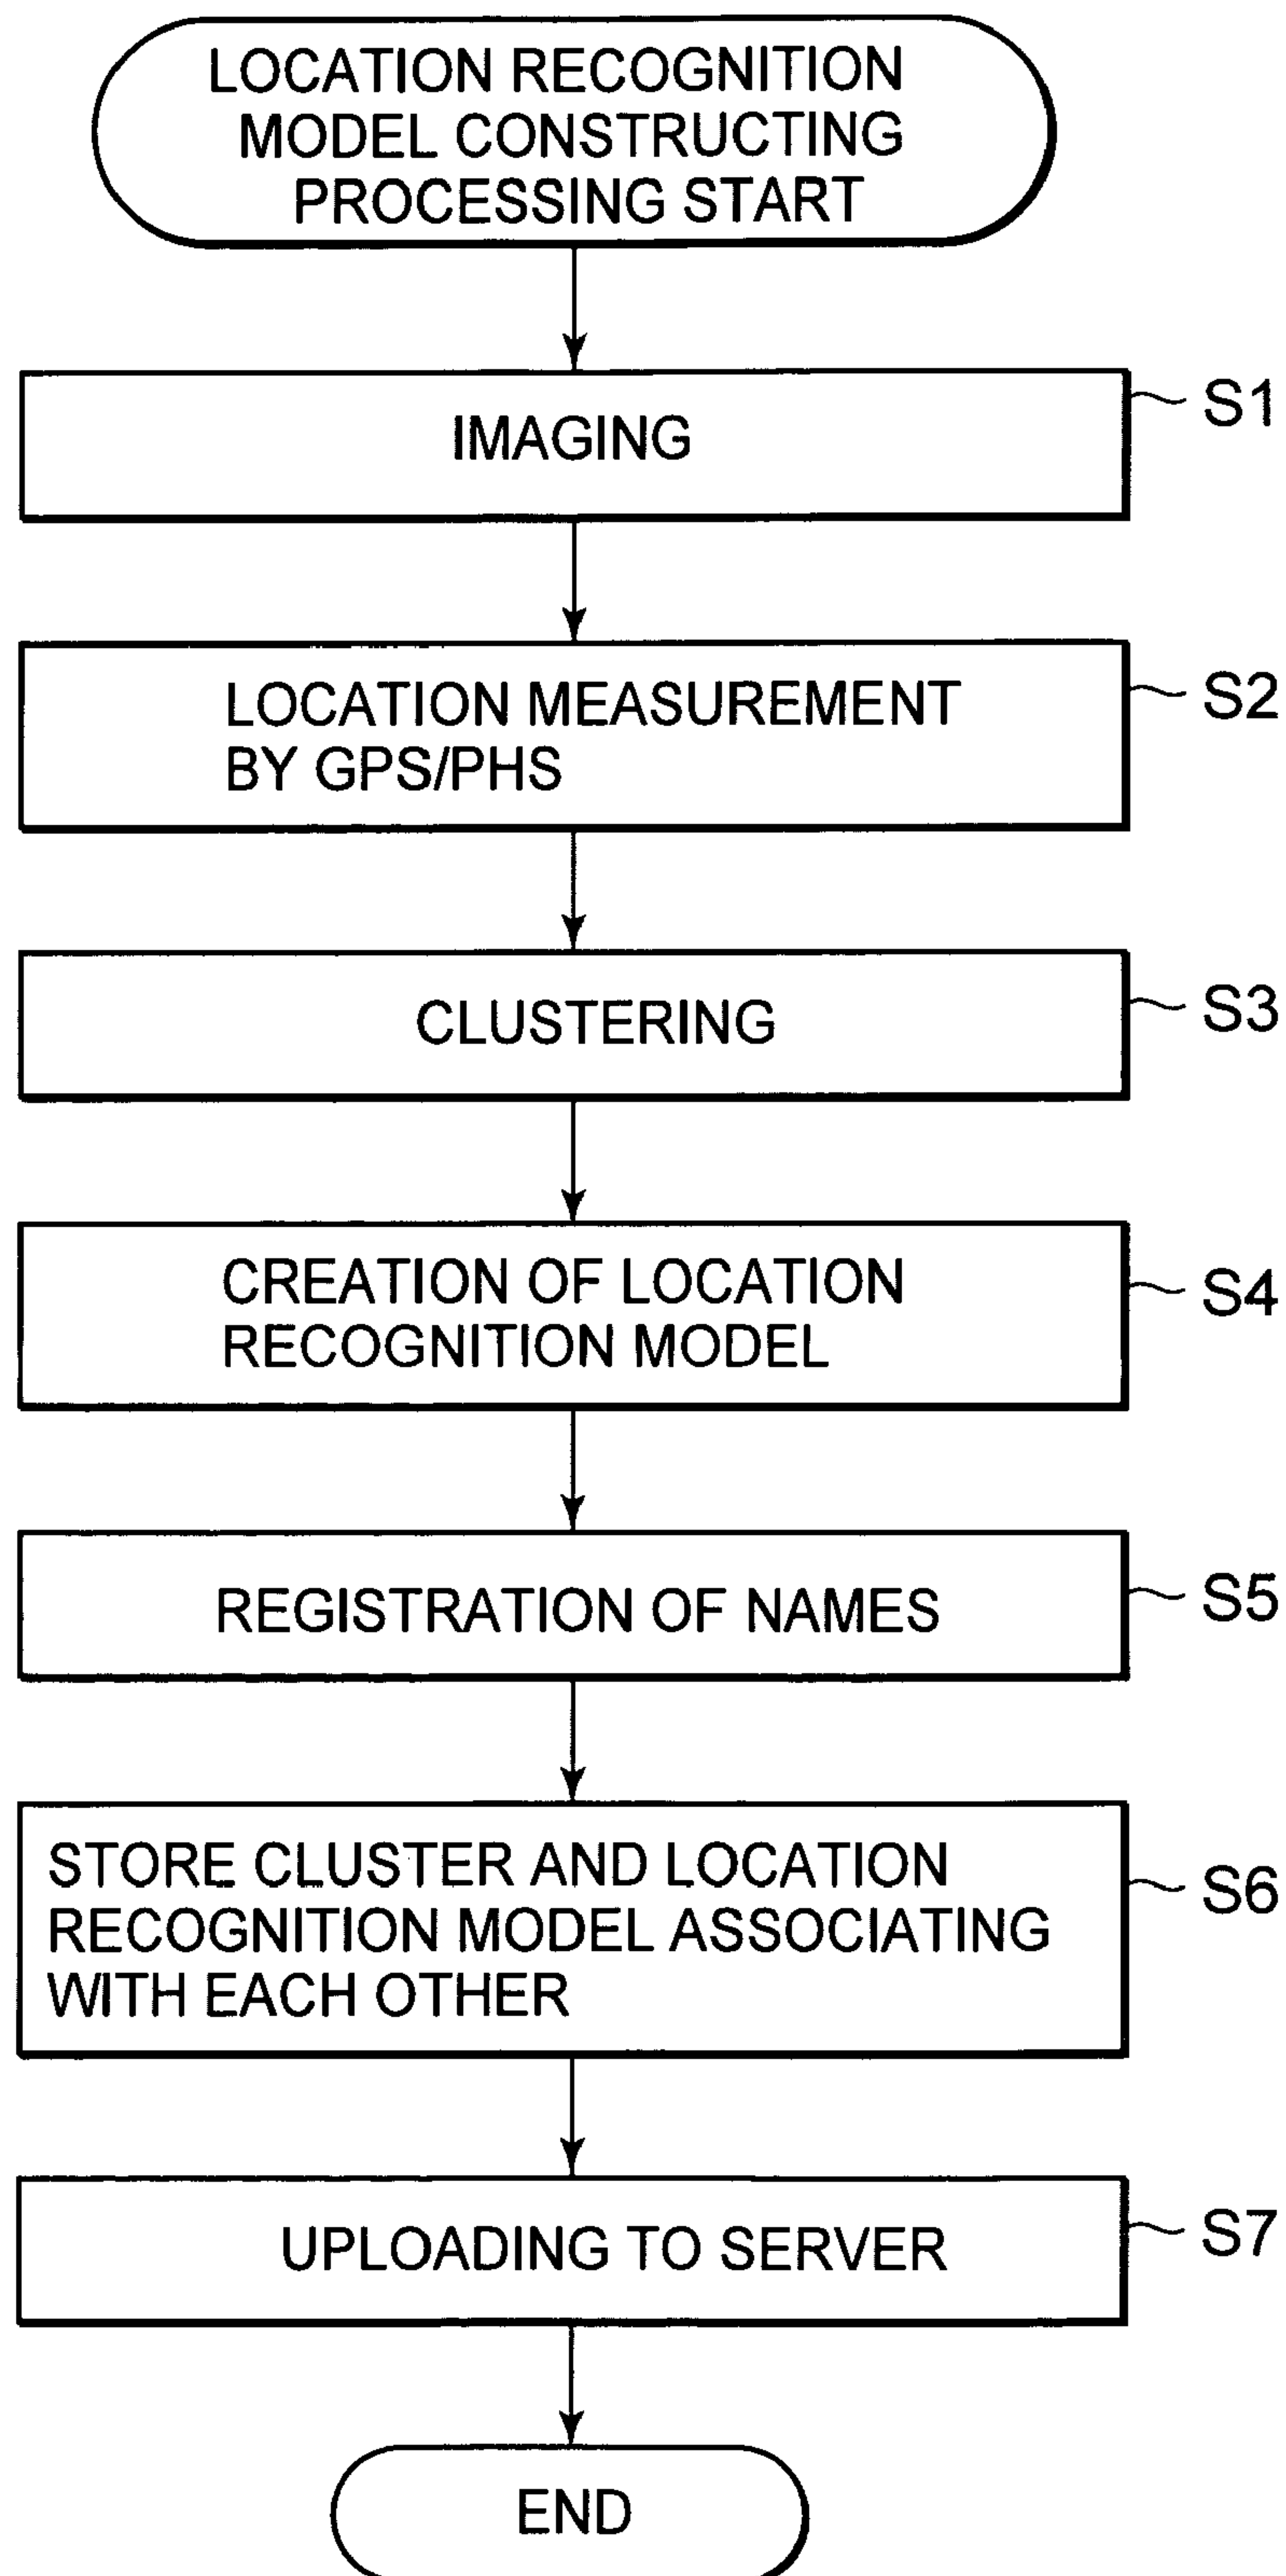 LOCATION RECOGNITION
MODEL CONSTRUCTING
PROCESSING START
IMAGING
S1
LOCATION MEASUREMENT
BY GPS/PHS
S2
CLUSTERING
S3
CREATION OF LOCATION
RECOGNITION MODEL
S4
REGISTRATION OF NAMES
S5
STORE CLUSTER AND LOCATION
RECOGNITION MODEL ASSOCIATING
WITH EACH OTHER
S6
UPLOADING TO SERVER
S7
END